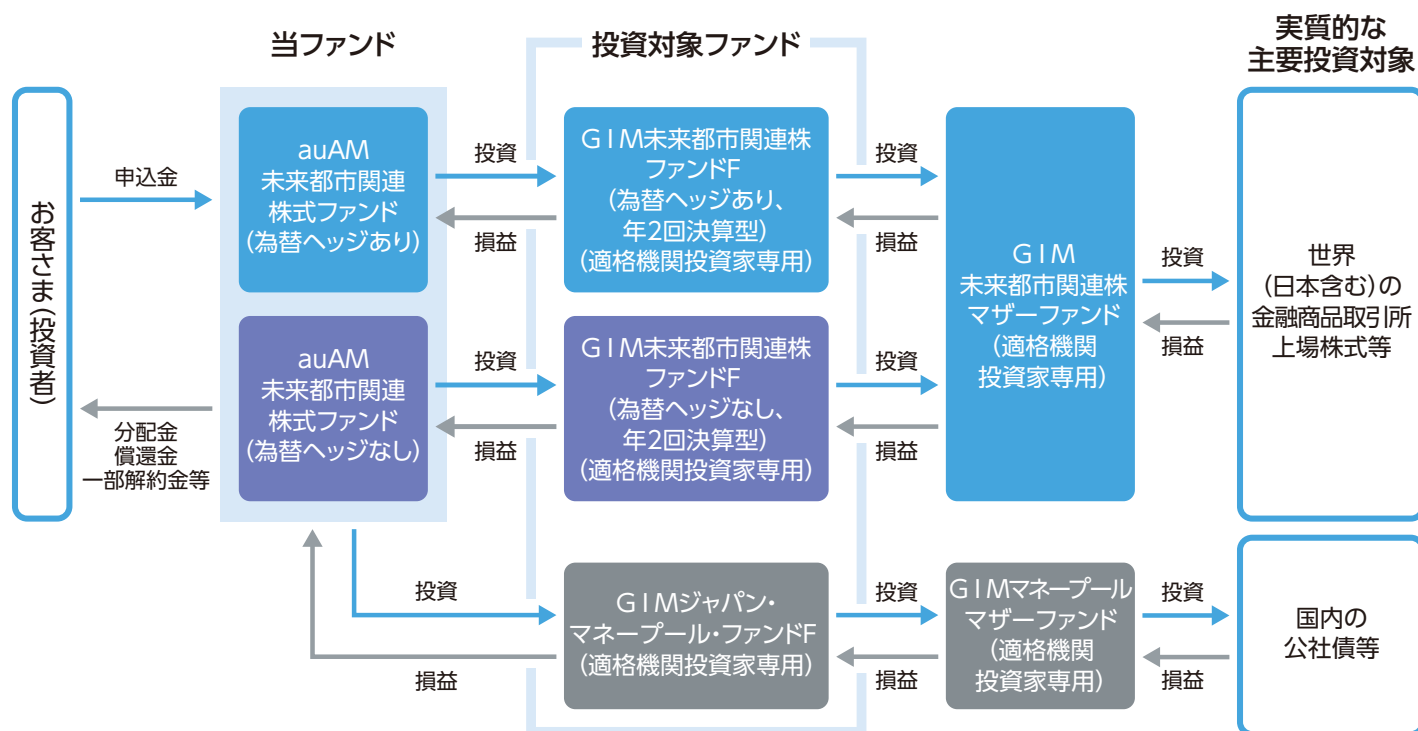 当ファンド
投資対象ファンド
実質的な
主要投資対象
お客さま(投資者)
申込金
分配金
償還金
一部解約金等
auAM
未来都市関連
株式ファンド
(為替ヘッジあり)
投資
損益
GIM未来都市関連株
ファンドF
(為替ヘッジあり、
年2回決算型)
(適格機関投資家専用)
投資
損益
auAM
未来都市関連
株式ファンド
(為替ヘッジなし)
投資
損益
GIM未来都市関連株
ファンドF
(為替ヘッジなし、
年2回決算型)
(適格機関投資家専用)
投資
損益
GIM
未来都市関連株
マザーファンド
(適格機関
投資家専用)
投資
損益
世界
(日本含む)の
金融商品取引所
上場株式等
投資
損益
GIMジャパン・
マネープール・ファンドF
(適格機関投資家専用)
投資
損益
GIMマネープール
マザーファンド
(適格機関
投資家専用)
投資
損益
国内の
公社債等